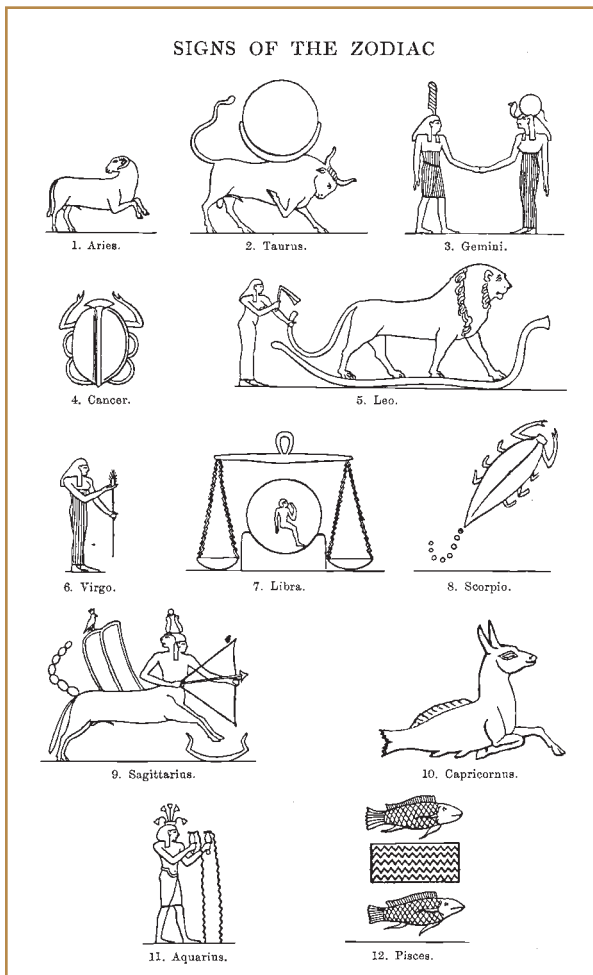 SIGNS OF THE ZODIAC
1. Aries.
2. Taurus.
3. Gemini.
4. Cancer.
5. Leo.
6. Virgo.
7. Libra.
8. Scorpio.
9. Sagittarius.
10. Capricornus.
11. Aquarius.
12. Pisces.